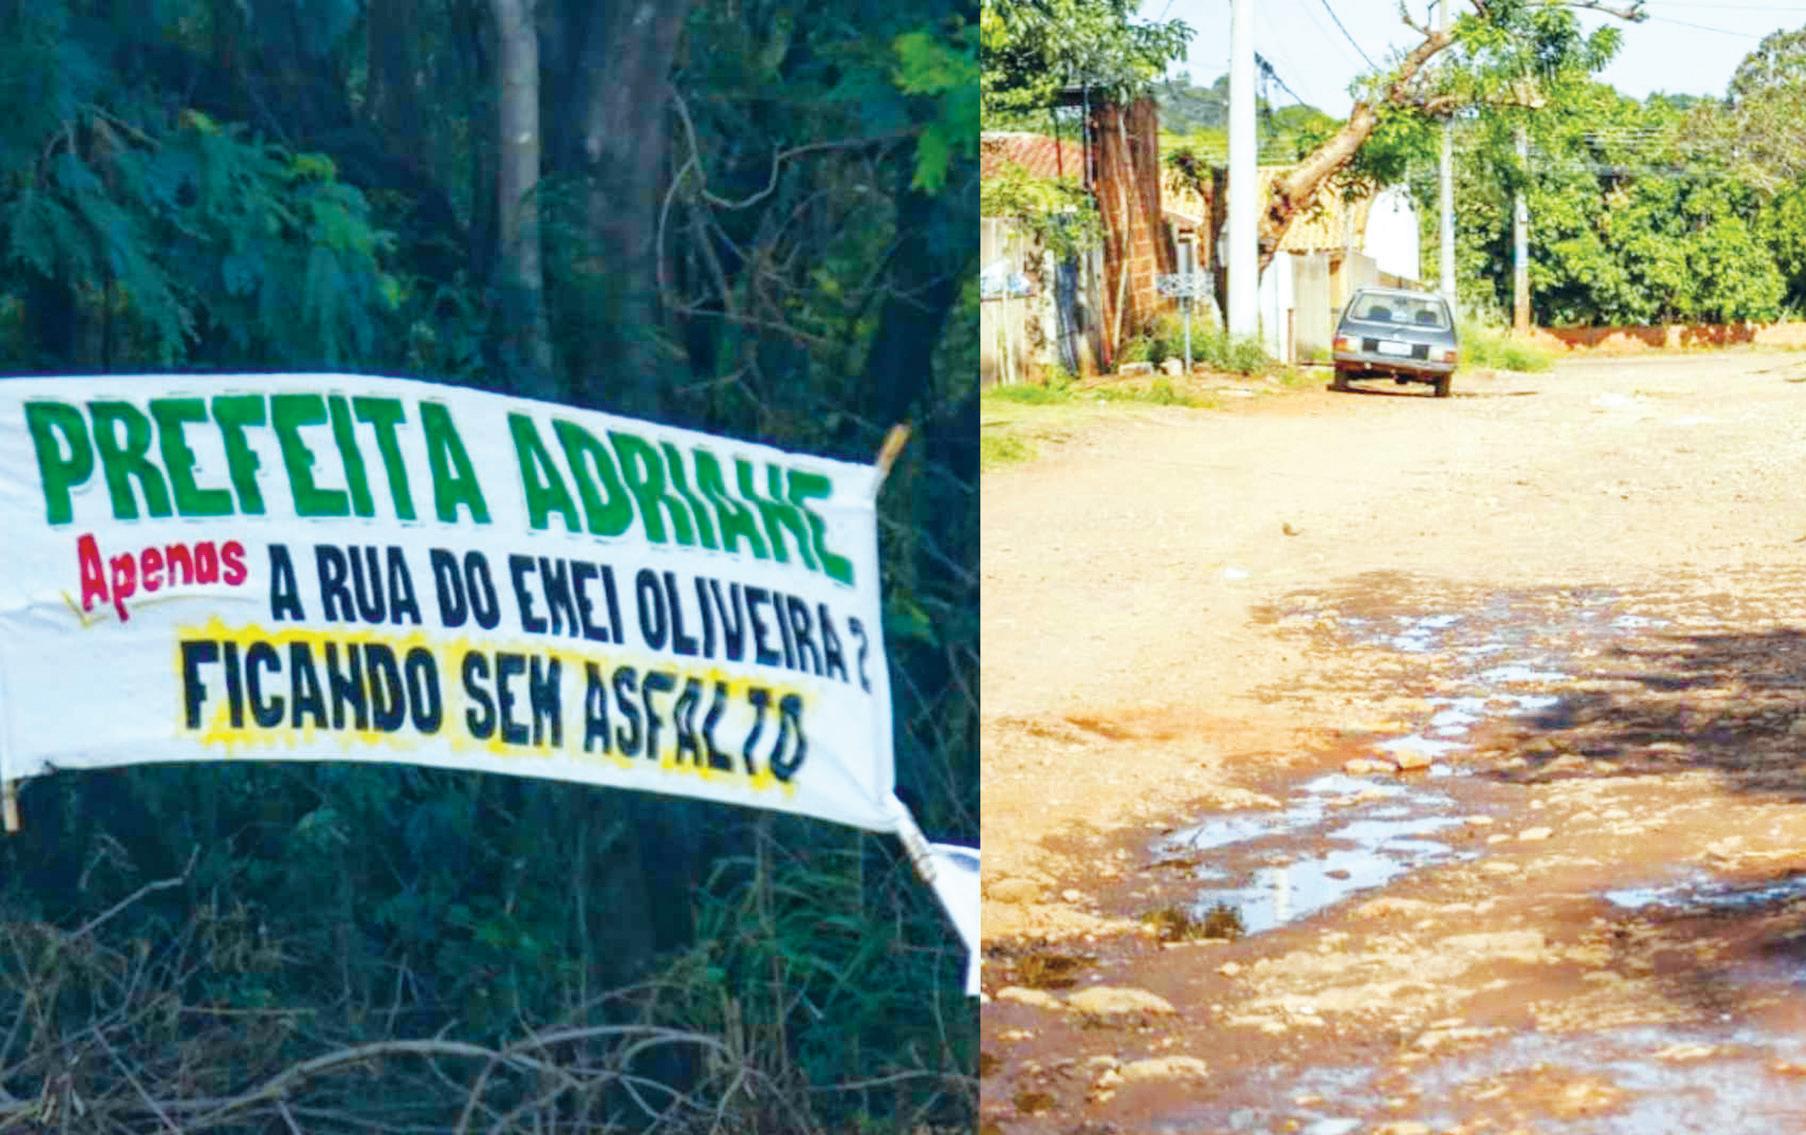 PREFEITA ADRIANE
Apenas A RUA DO EMEI OLIVEIRA 2
FICANDO SEM ASFALTO